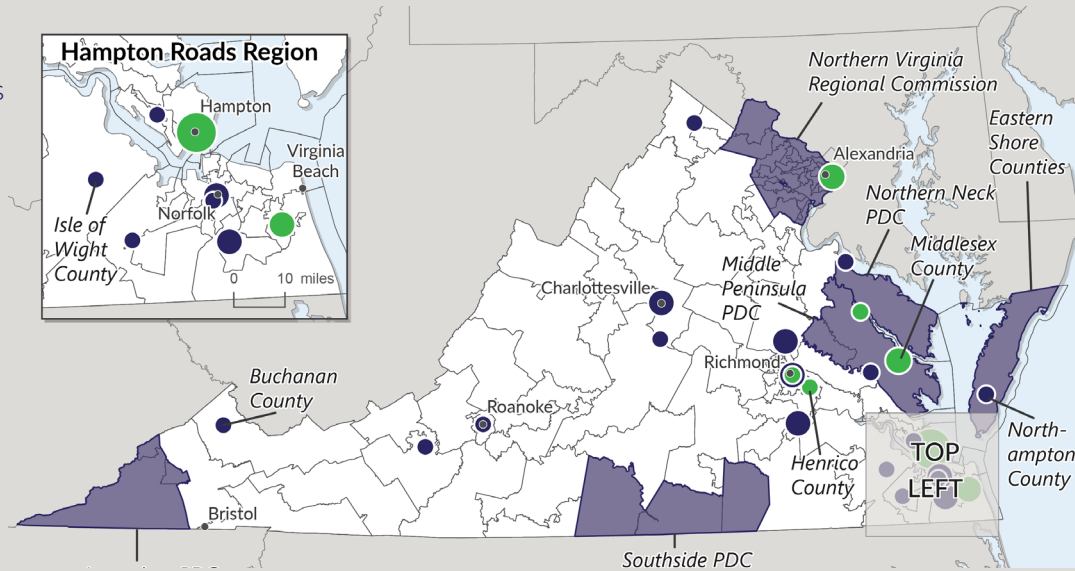 s
Hampton Roads Region
Hampton
Virginia
Beach
Norfolk
Isle of
Wight
County
0 10 miles
Northern Virginia
Regional Commission
Eastern
Shore
Counties
Alexandria
Northern Neck
PDC
Middlesex
County
Middle
Peninsula
PDC
Charlottesville
Richmond
Buchanan
County
Roanoke
Henrico
County
TOP
LEFT
North-
ampton
County
Bristol
Southside PDC